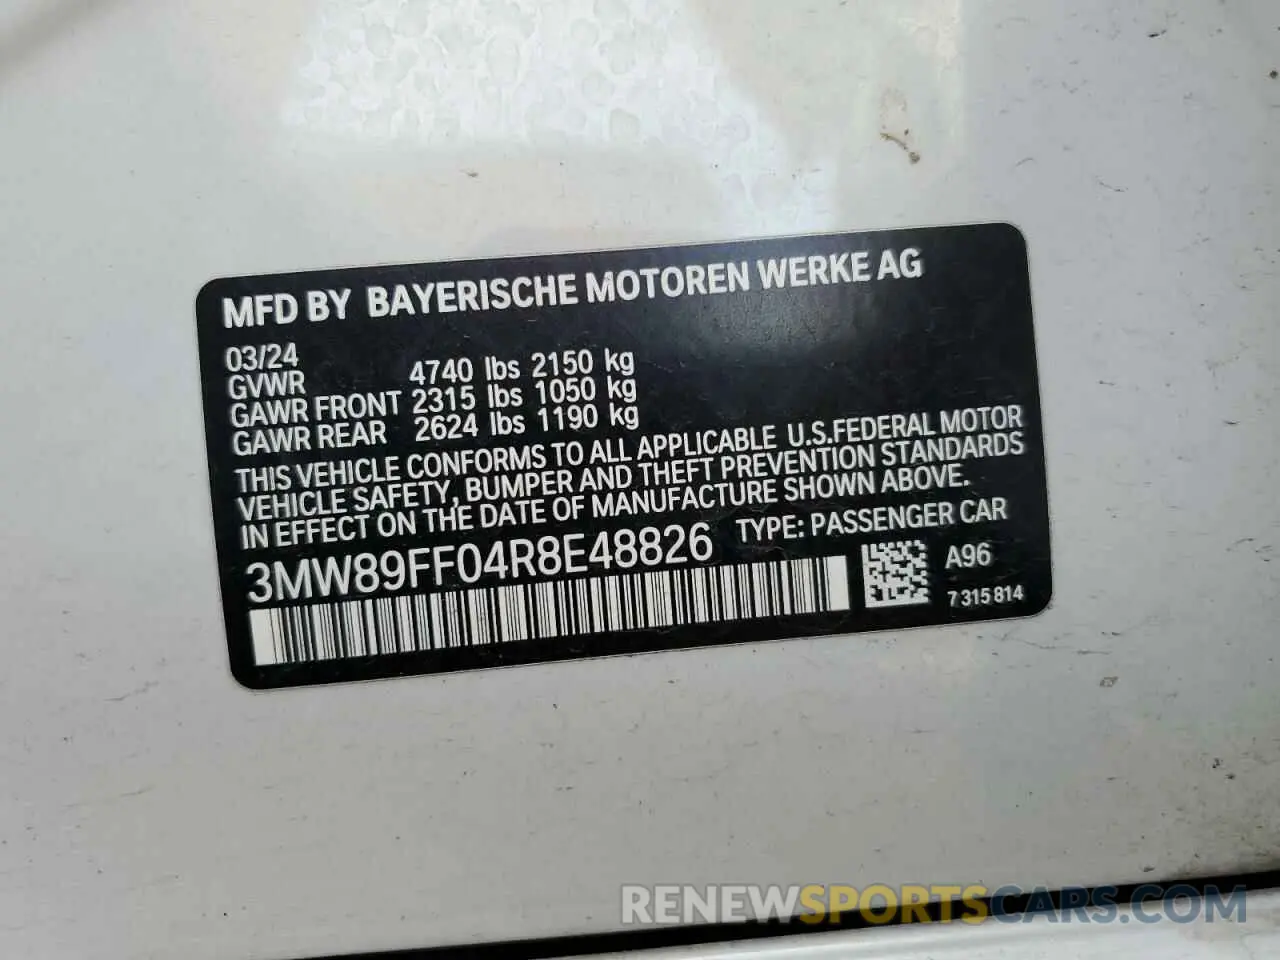 MFD BY BAYERISCHE MOTOREN WERKE AG
03/24
GVWR 4740 lbs 2150 kg
GAWR FRONT 2315 lbs 1050 kg
GAWR REAR 2624 lbs 1190 kg
THIS VEHICLE CONFORMS TO ALL APPLICABLE U.S.FEDERAL MOTOR
VEHICLE SAFETY, BUMPER AND THEFT PREVENTION STANDARDS
IN EFFECT ON THE DATE OF MANUFACTURE SHOWN ABOVE.
3MW89FF04R8E48826 TYPE: PASSENGER CAR
A96
7 315 814
RENEWSPORTSCARS.COM